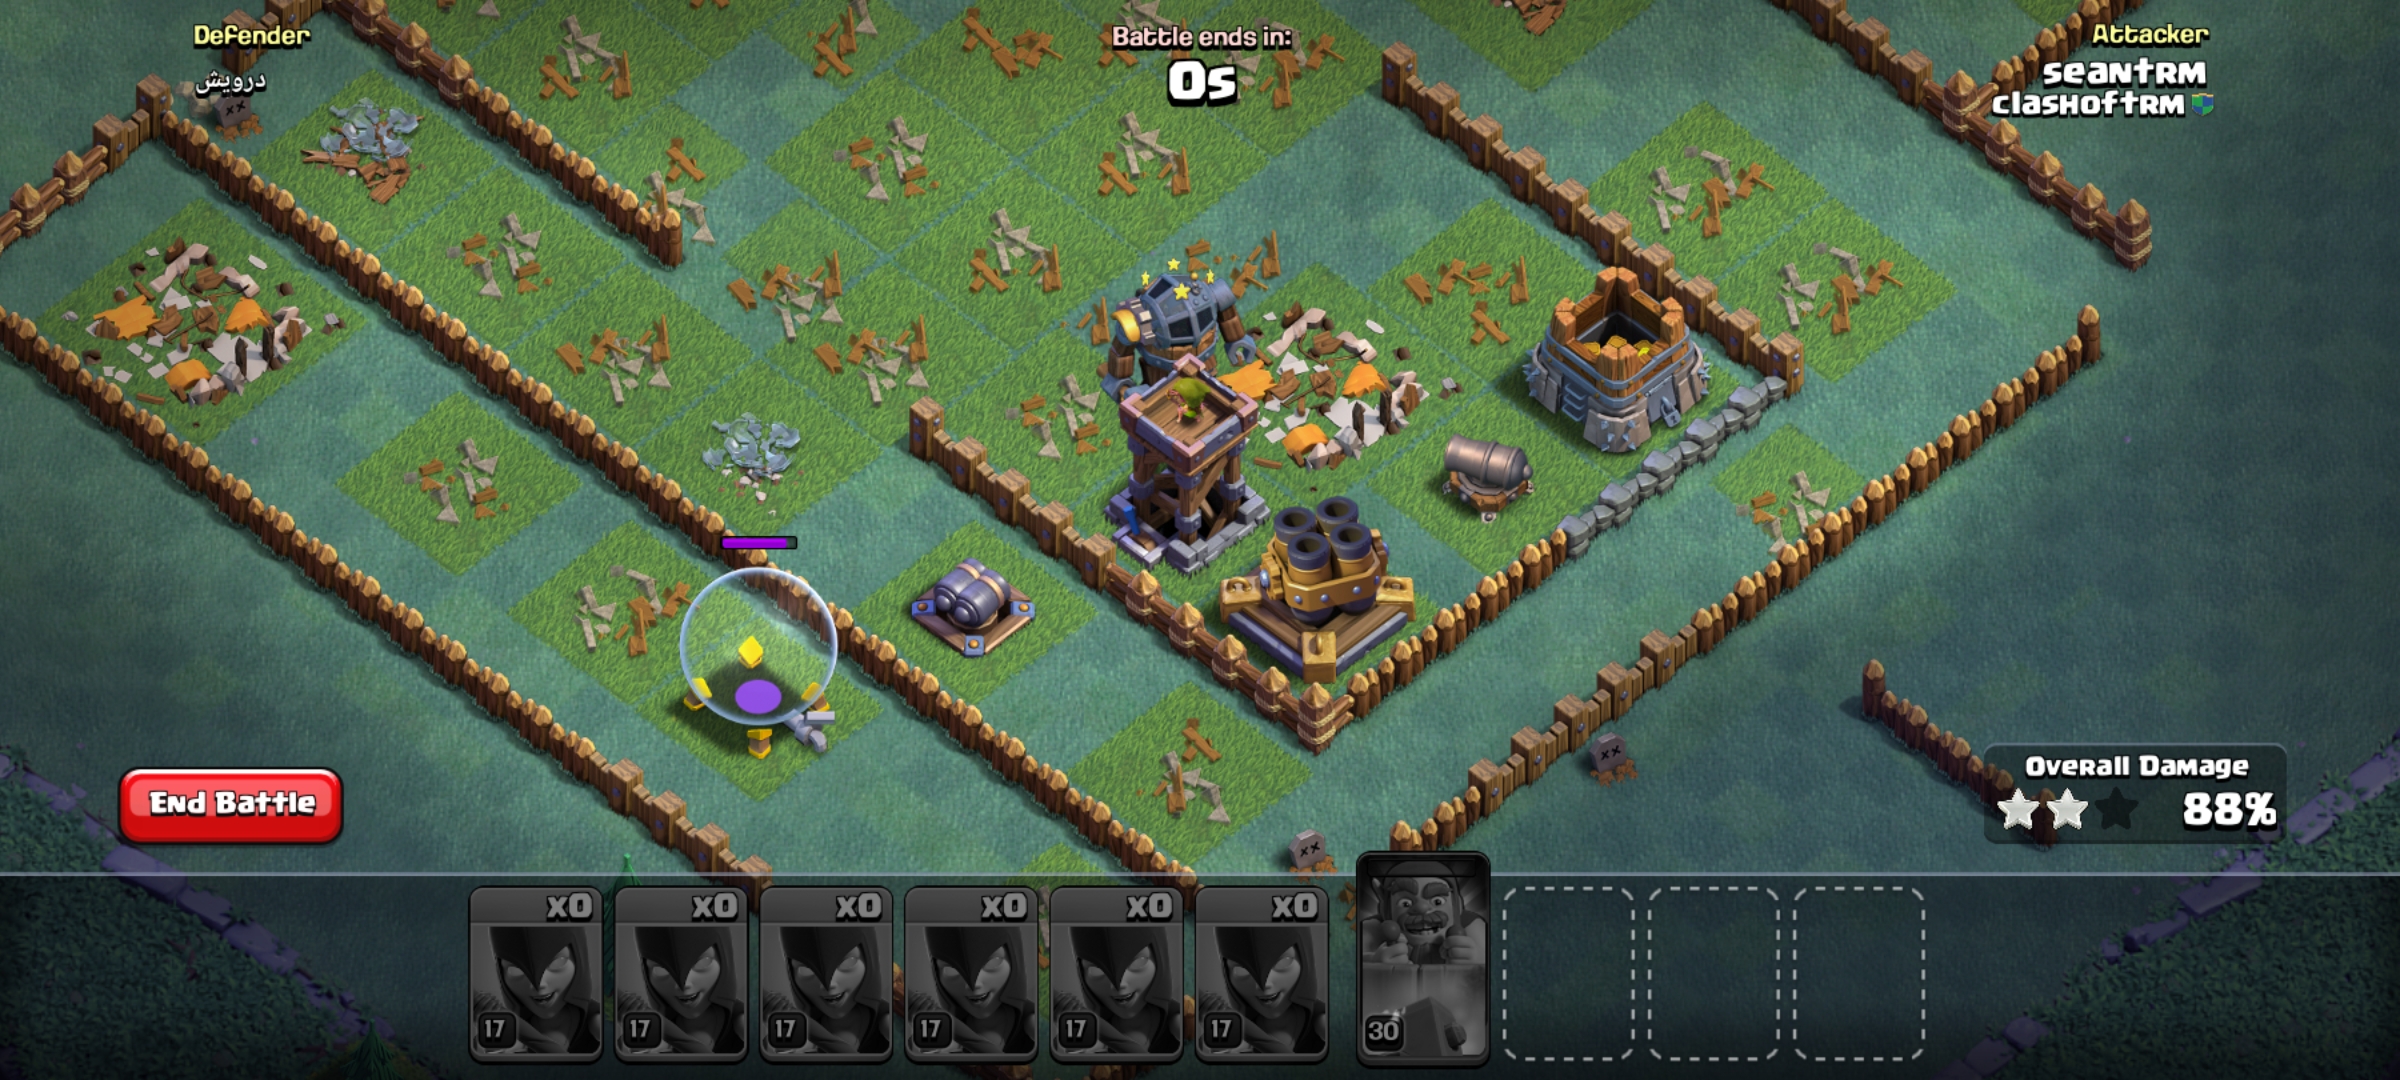 Defender
درويش
Battle ends in:
0s
Attacker
seantRM
clashoftRM
End Battle
Overall Damage
88%
x0
x0
x0
x0
x0
x0
17
17
17
17
17
17
30